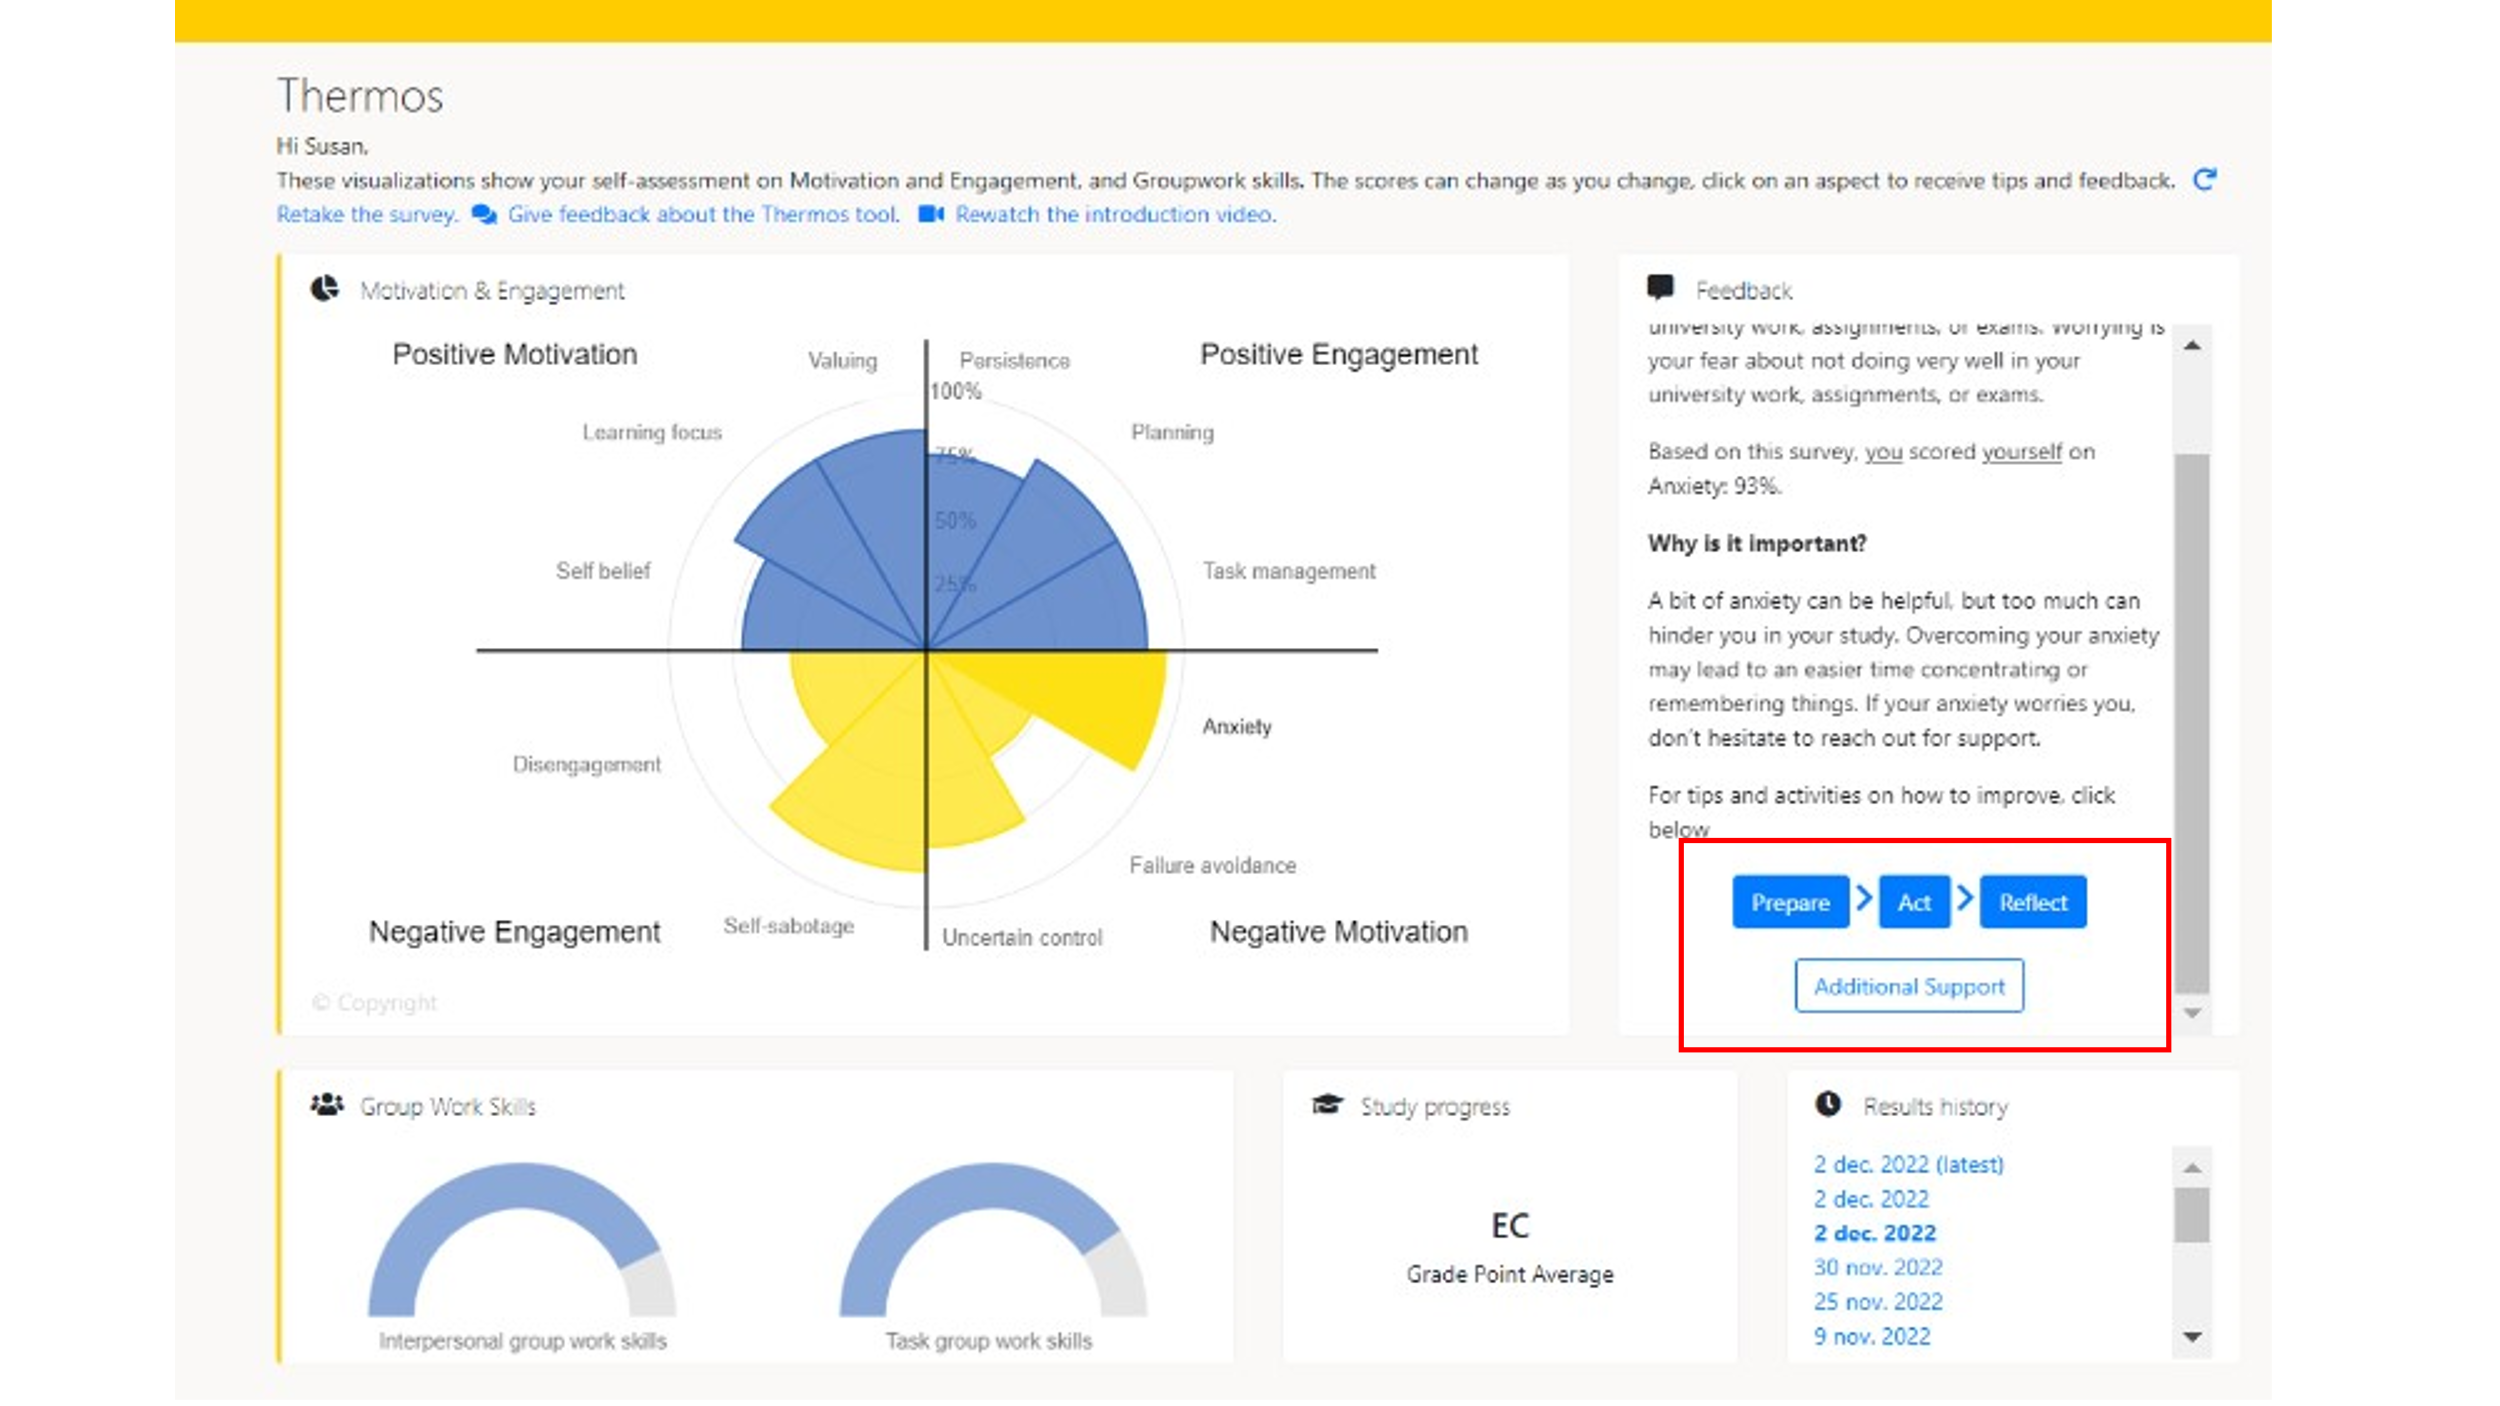 Thermos
Hi Susan,
These visualizations show your self-assessment on Motivation and Engagement, and Groupwork skills. The scores can change as you change, click on an aspect to receive tips and feedback.
Retake the survey. Give feedback about the Thermos tool. Rewatch the introduction video.
Motivation & Engagement
Positive Motivation
Valuing
Persistence
Positive Engagement
100%
Learning focus
Planning
75%
50%
Self belief
25%
Task management
Anxiety
Disengagement
Failure avoidance
Negative Engagement
Self-sabotage
Uncertain control
Negative Motivation
© Copyright
Feedback
university work, assignments, or exams. Worrying is
your fear about not doing very well in your
university work, assignments, or exams.
Based on this survey, you scored yourself on
Anxiety: 93%.
Why is it important?
A bit of anxiety can be helpful, but too much can
hinder you in your study. Overcoming your anxiety
may lead to an easier time concentrating or
remembering things. If your anxiety worries you,
don't hesitate to reach out for support.
For tips and activities on how to improve, click
below
Prepare > Act > Reflect
Additional Support
Group Work Skills
Interpersonal group work skills
Task group work skills
Study progress
EC
Grade Point Average
Results history
2 dec. 2022 (latest)
2 dec. 2022
2 dec. 2022
30 nov. 2022
25 nov. 2022
9 nov. 2022